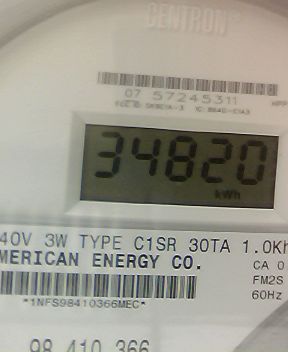 CENTRON
07 57245311
34820
kWh
40V 3W TYPE C1SR 30TA 1.0Kh
MERICAN ENERGY CO. CA 0
FM2S
*1NFS98410366MEC* 60Hz
98 410 366